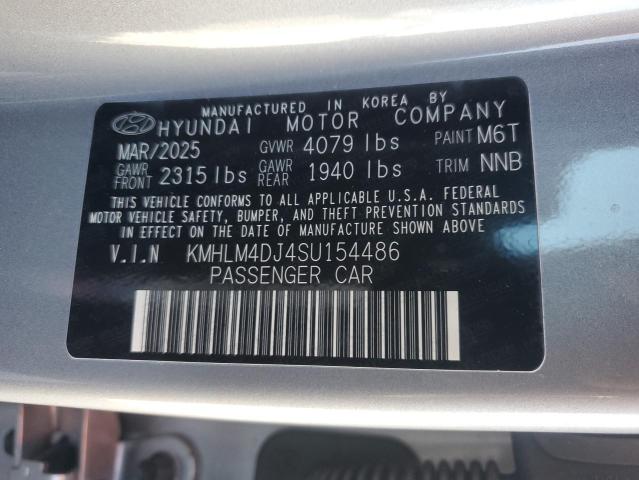 MANUFACTURED IN KOREA BY
HYUNDAI MOTOR COMPANY
MAR/2025 GVWR 4079 lbs PAINT M6T
GAWR FRONT 2315 lbs GAWR REAR 1940 lbs TRIM NNB
THIS VEHICLE CONFORMS TO ALL APPLICABLE U.S.A. FEDERAL
MOTOR VEHICLE SAFETY, BUMPER, AND THEFT PREVENTION STANDARDS
IN EFFECT ON THE DATE OF MANUFACTURE SHOWN ABOVE
V.I.N KMHLM4DJ4SU154486
PASSENGER CAR